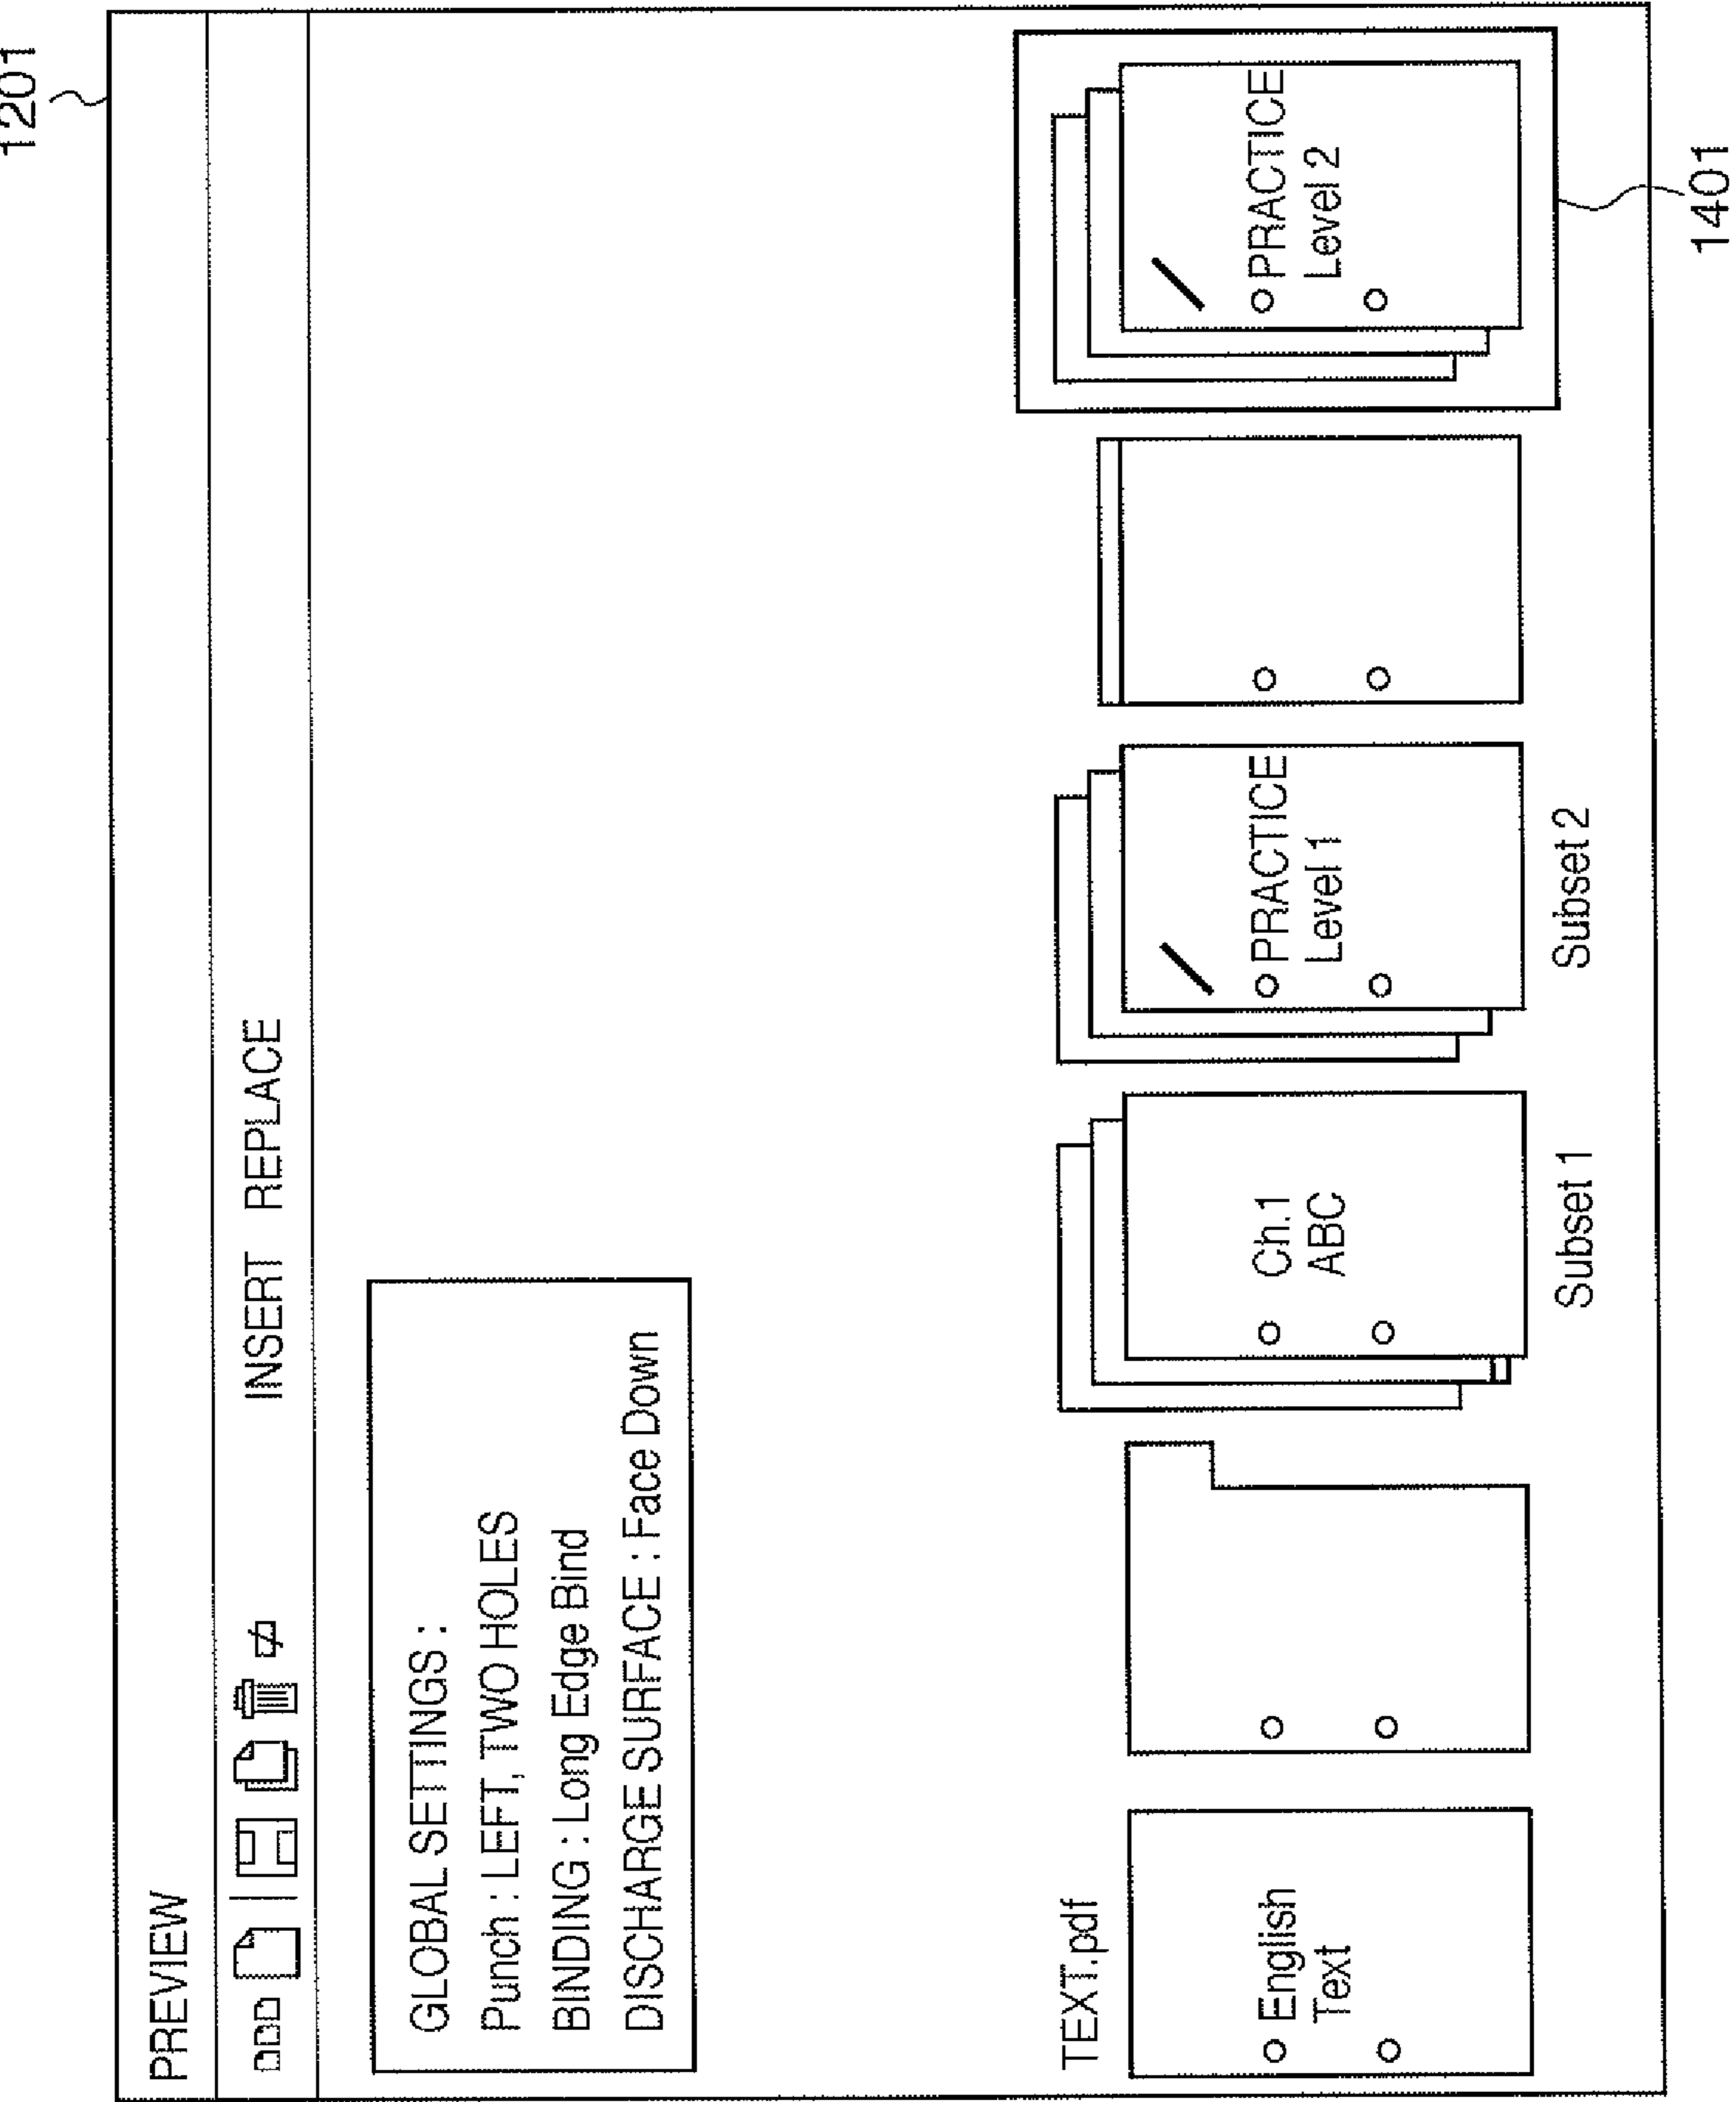 1201
PREVIEW
INSERT REPLACE
GLOBAL SETTINGS :
Punch : LEFT, TWO HOLES
BINDING : Long Edge Bind
DISCHARGE SURFACE : Face Down
TEXT.pdf
English
Text
Ch.1
ABC
PRACTICE
Level 1
PRACTICE
Level 2
Subset 1
Subset 2
1401